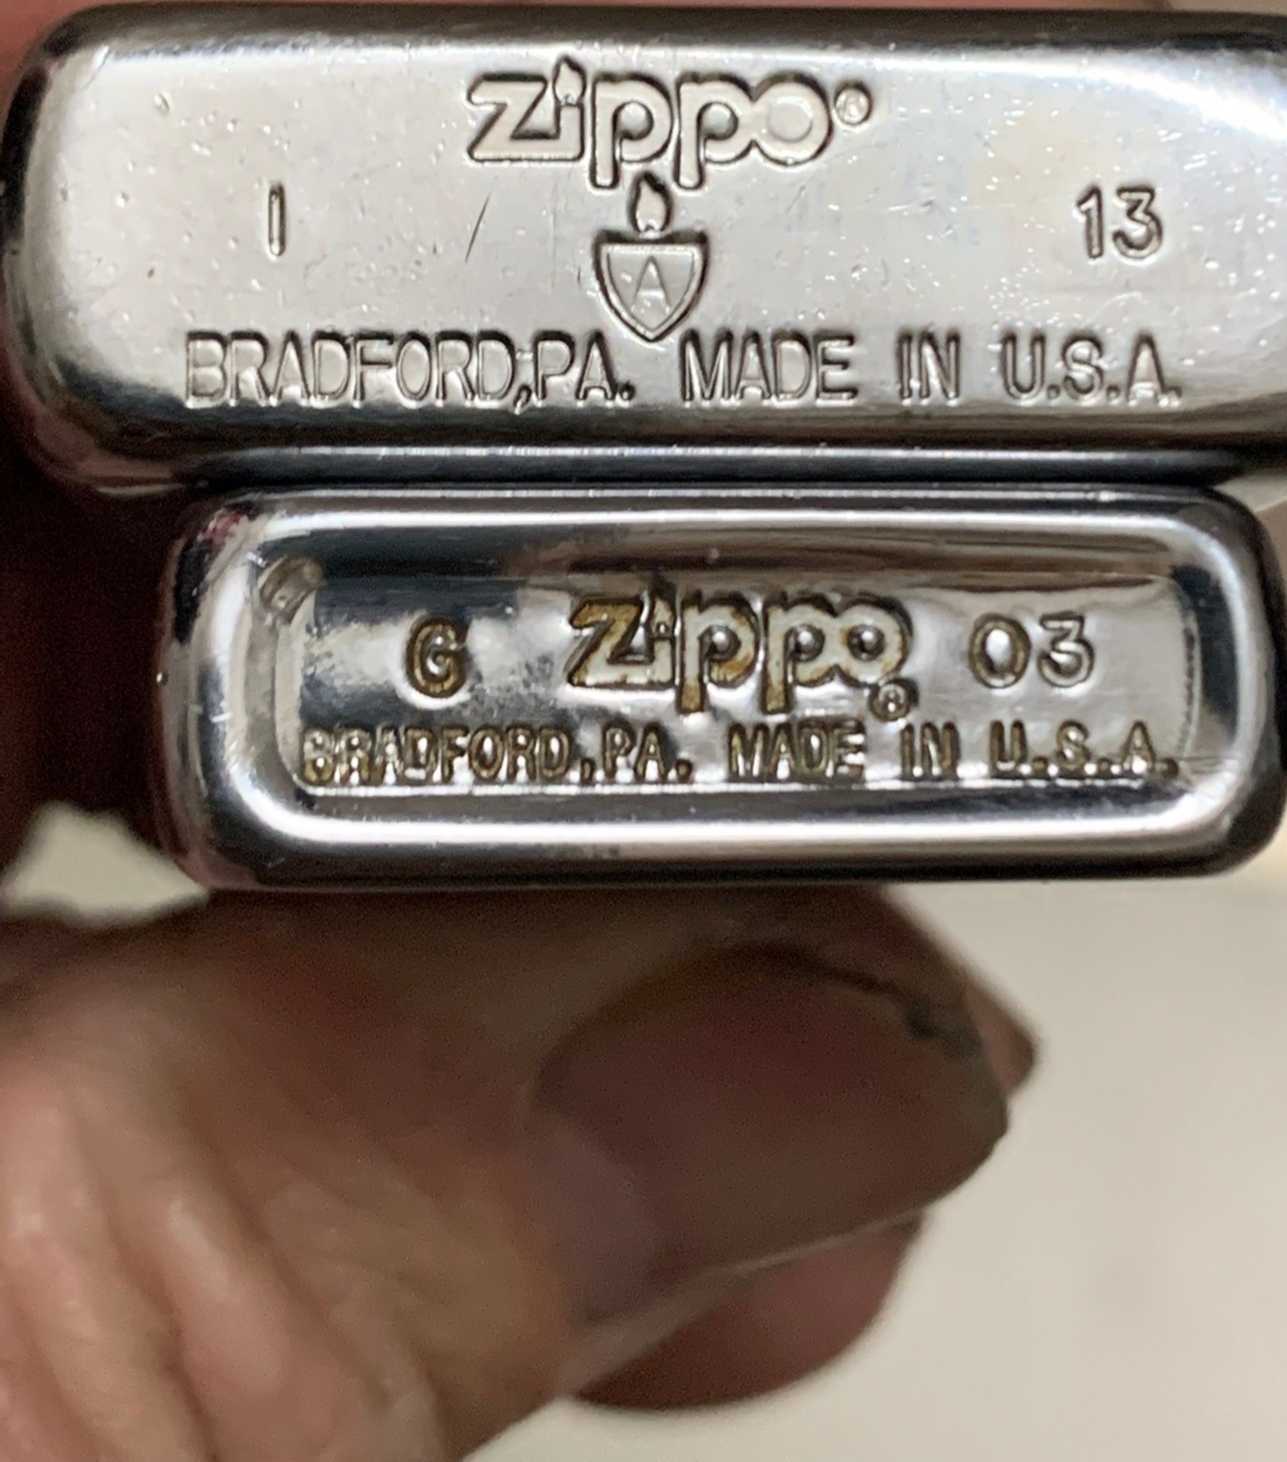 zippo®
I 13
A
BRADFORD,PA. MADE IN U.S.A.
G zippo® 03
BRADFORD,PA. MADE IN U.S.A.